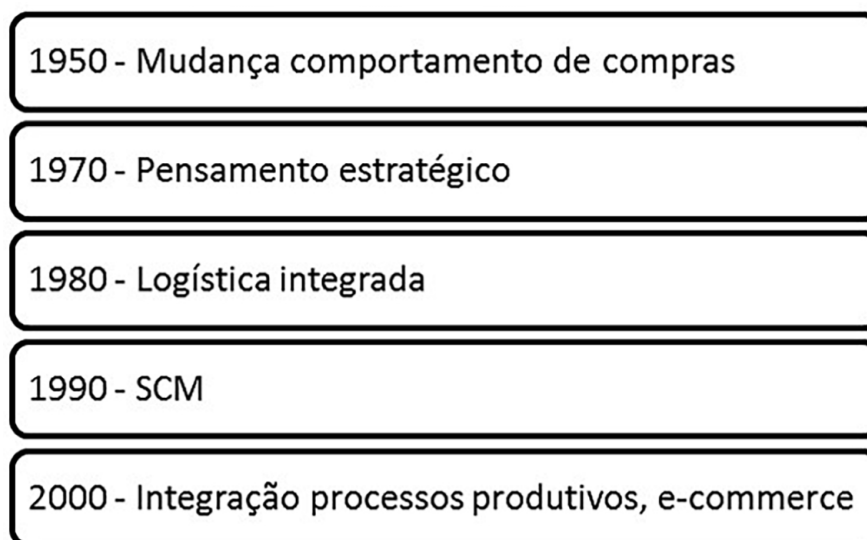 1950 - Mudança comportamento de compras
1970 - Pensamento estratégico
1980 - Logística integrada
1990 - SCM
2000 - Integração processos produtivos, e-commerce